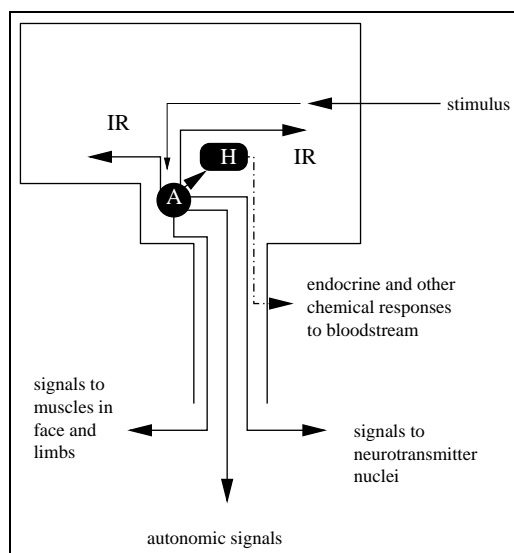 stimulus
IR
IR
H
A
endocrine and other
chemical responses
to bloodstream
signals to
muscles in
face and
limbs
signals to
neurotransmitter
nuclei
autonomic signals